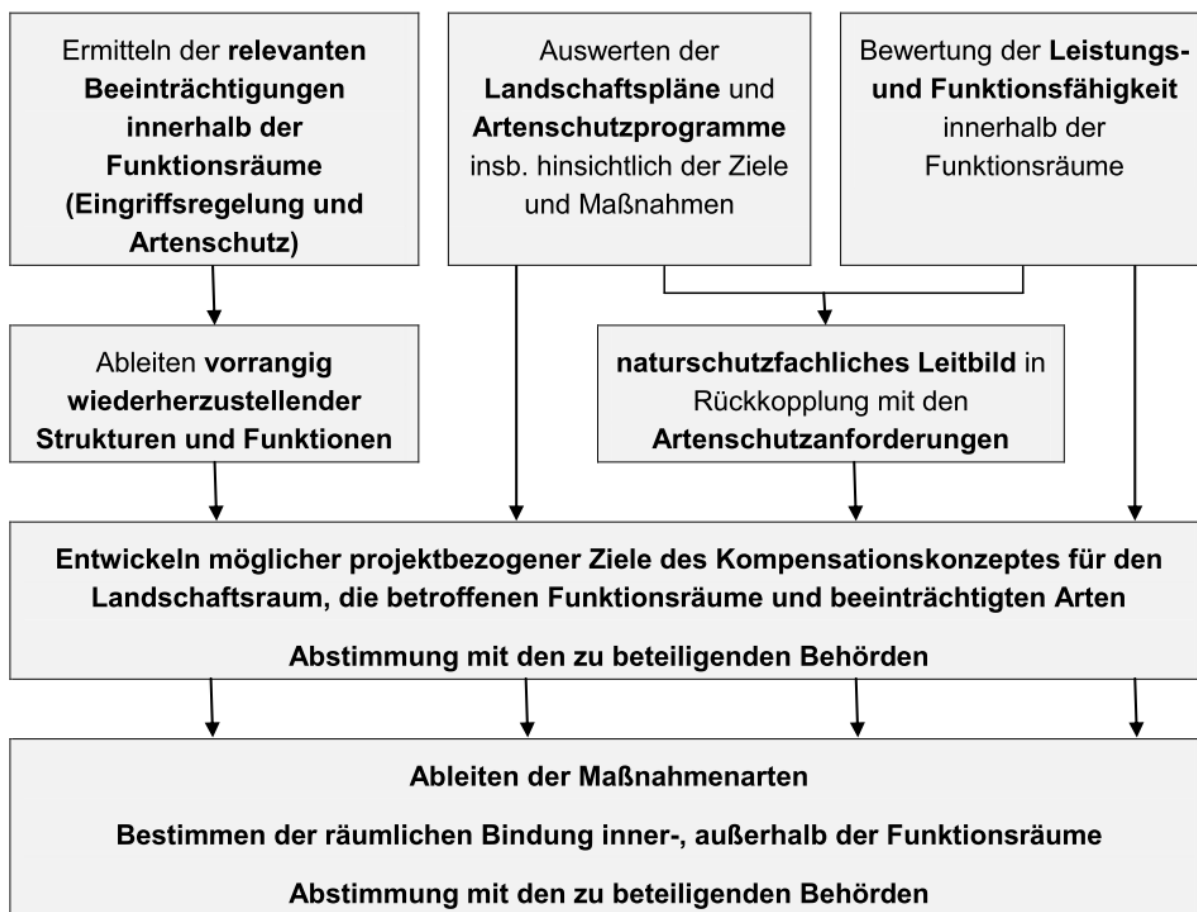 Ermitteln der relevanten
Beeinträchtigungen
innerhalb der
Funktionsräume
(Eingriffsregelung und
Artenschutz)
Auswerten der
Landschaftspläne und
Artenschutzprogramme
insb. hinsichtlich der Ziele
und Maßnahmen
Bewertung der Leistungs-
und Funktionsfähigkeit
innerhalb der
Funktionsräume
Ableiten vorrangig
wiederherzustellender
Strukturen und Funktionen
naturschutzfachliches Leitbild in
Rückkopplung mit den
Artenschutzanforderungen
Entwickeln möglicher projektbezogener Ziele des Kompensationskonzeptes für den
Landschaftsraum, die betroffenen Funktionsräume und beeinträchtigten Arten
Abstimmung mit den zu beteiligenden Behörden
Ableiten der Maßnahmenarten
Bestimmen der räumlichen Bindung inner-, außerhalb der Funktionsräume
Abstimmung mit den zu beteiligenden Behörden